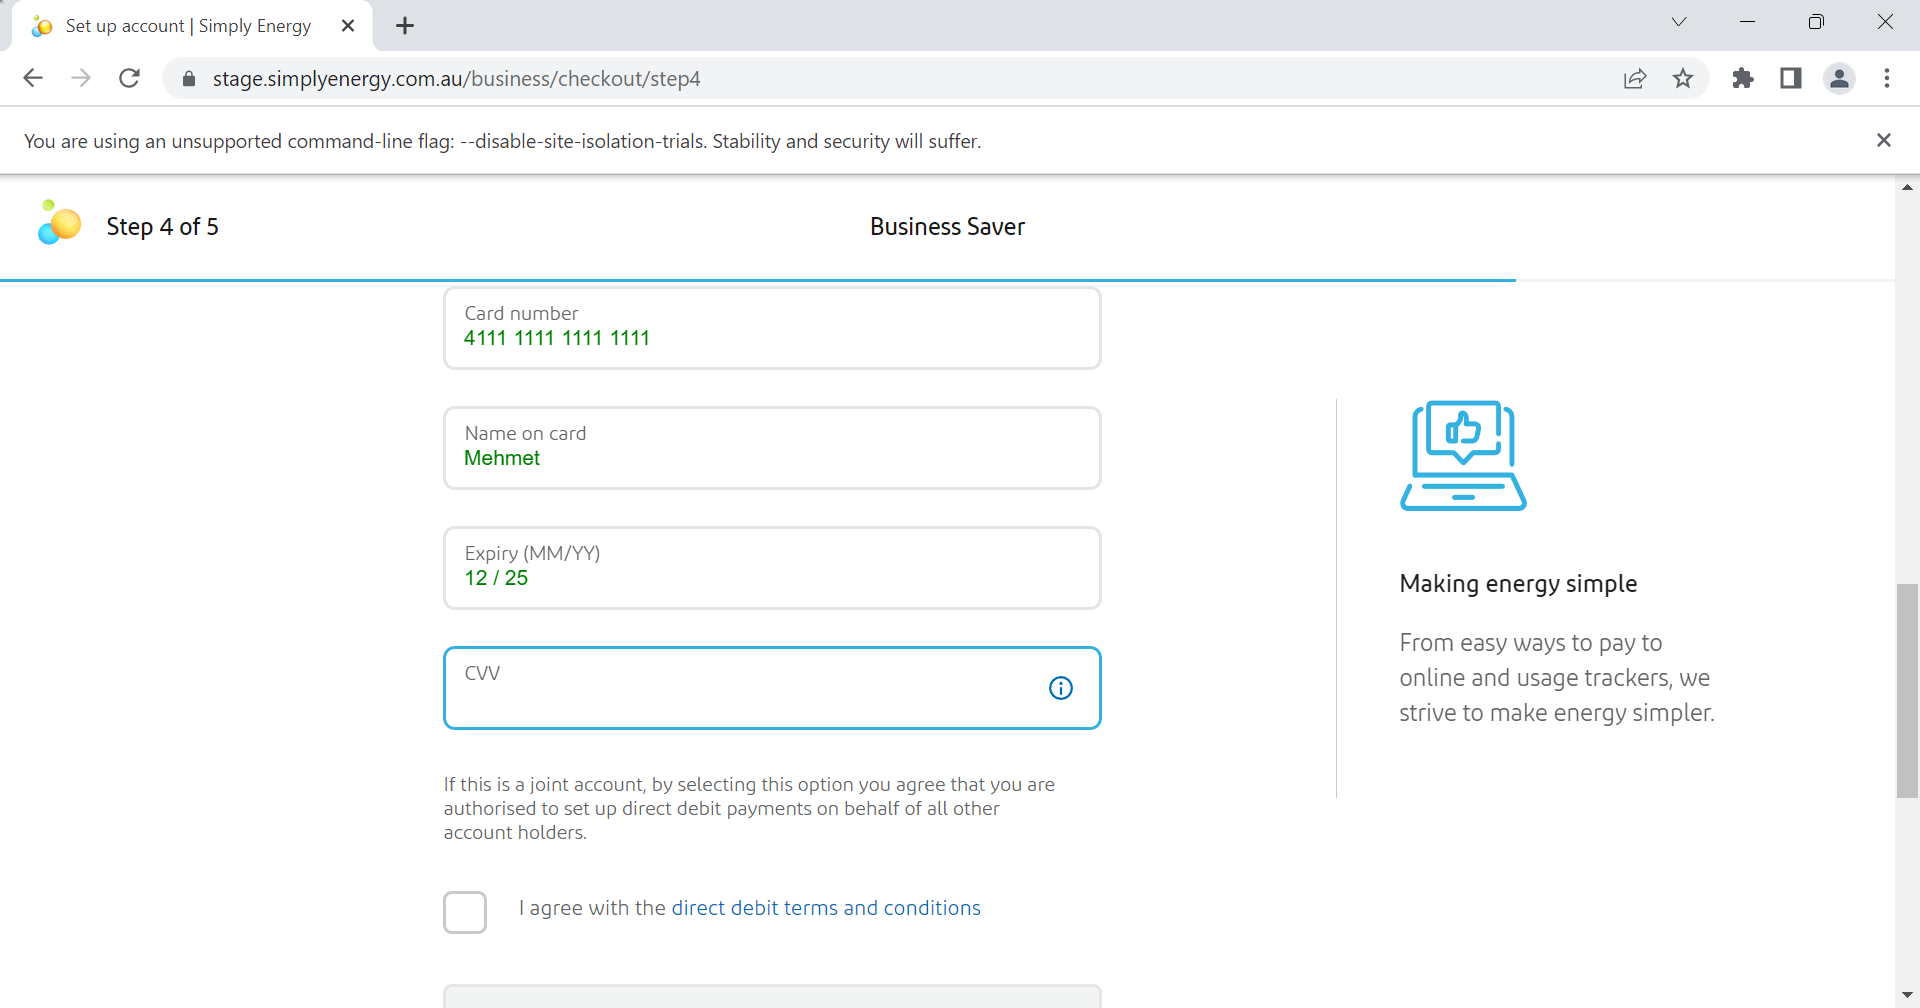 Set up account | Simply Energy
stage.simplyenergy.com.au/business/checkout/step4
You are using an unsupported command-line flag: --disable-site-isolation-trials. Stability and security will suffer.
Step 4 of 5
Business Saver
Card number
4111 1111 1111 1111
Name on card
Mehmet
Expiry (MM/YY)
12 / 25
CVV
If this is a joint account, by selecting this option you agree that you are
authorised to set up direct debit payments on behalf of all other
account holders.
I agree with the direct debit terms and conditions
Making energy simple
From easy ways to pay to
online and usage trackers, we
strive to make energy simpler.